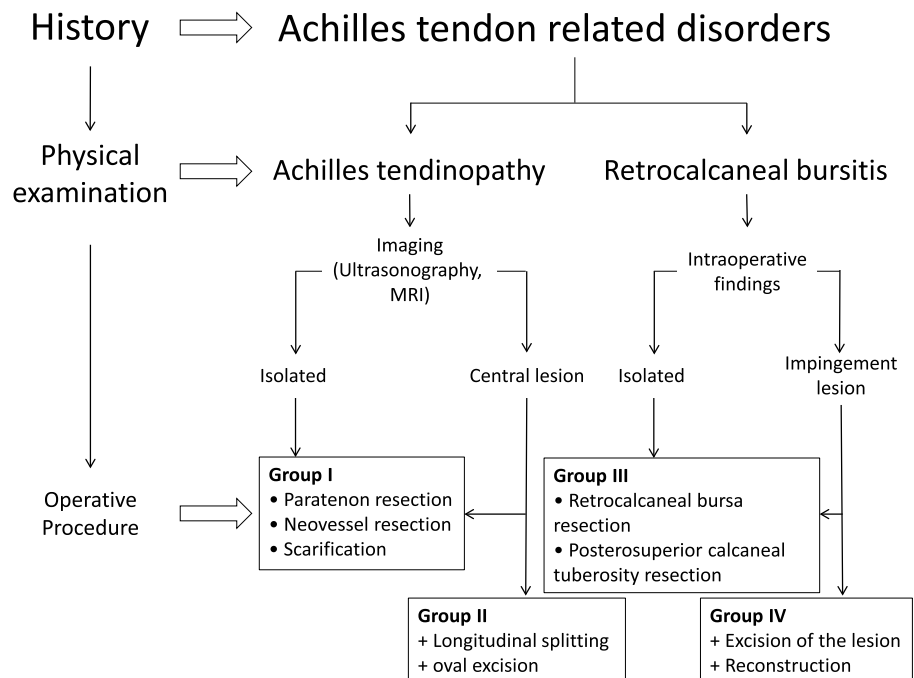 History
Achilles tendon related disorders
Physical
examination
Achilles tendinopathy
Retrocalcaneal bursitis
Imaging
(Ultrasonography,
MRI)
Intraoperative
findings
Isolated
Central lesion
Isolated
Impingement
lesion
Operative
Procedure
Group I
• Paratenon resection
• Neovessel resection
• Scarification
Group III
• Retrocalcaneal bursa
resection
• Posterosuperior calcaneal
tuberosity resection
Group II
+ Longitudinal splitting
+ oval excision
Group IV
+ Excision of the lesion
+ Reconstruction